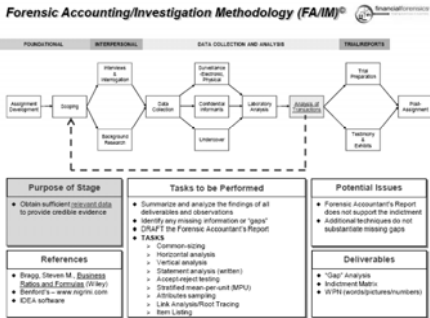 Forensic Accounting/Investigation Methodology (FA/IM)©
financialforensics
FOUNDATIONAL
INTERPERSONAL
DATA COLLECTION AND ANALYSIS
TRIAL/REPORTS
Assignment
Development
Scoping
Interviews
&
Interrogation
Background
Research
Data
Collection
Surveillance
-Electronic,
Physical
Confidential
Informants
Undercover
Laboratory
Analysis
Analysis of
Transactions
Trial
Preparation
Testimony
&
Exhibits
Post-
Assignment
Purpose of Stage
Obtain sufficient relevant data
to provide credible evidence
References
Bragg, Steven M., Business
Ratios and Formulas (Wiley)
Benford's – www.nigrini.com
IDEA software
Tasks to be Performed
Summarize and analyze the findings of all
deliverables and observations
Identify any missing information or "gaps"
DRAFT the Forensic Accountant's Report
TASKS
Common-sizing
Horizontal analysis
Vertical analysis
Statement analysis (written)
Accept-reject testing
Stratified mean-per-unit (MPU)
Attributes sampling
Link Analysis/Root Tracing
Item Listing
Potential Issues
Forensic Accountant's Report
does not support the indictment
Additional techniques do not
substantiate missing gaps
Deliverables
"Gap" Analysis
Indictment Matrix
WPN (words/pictures/numbers)